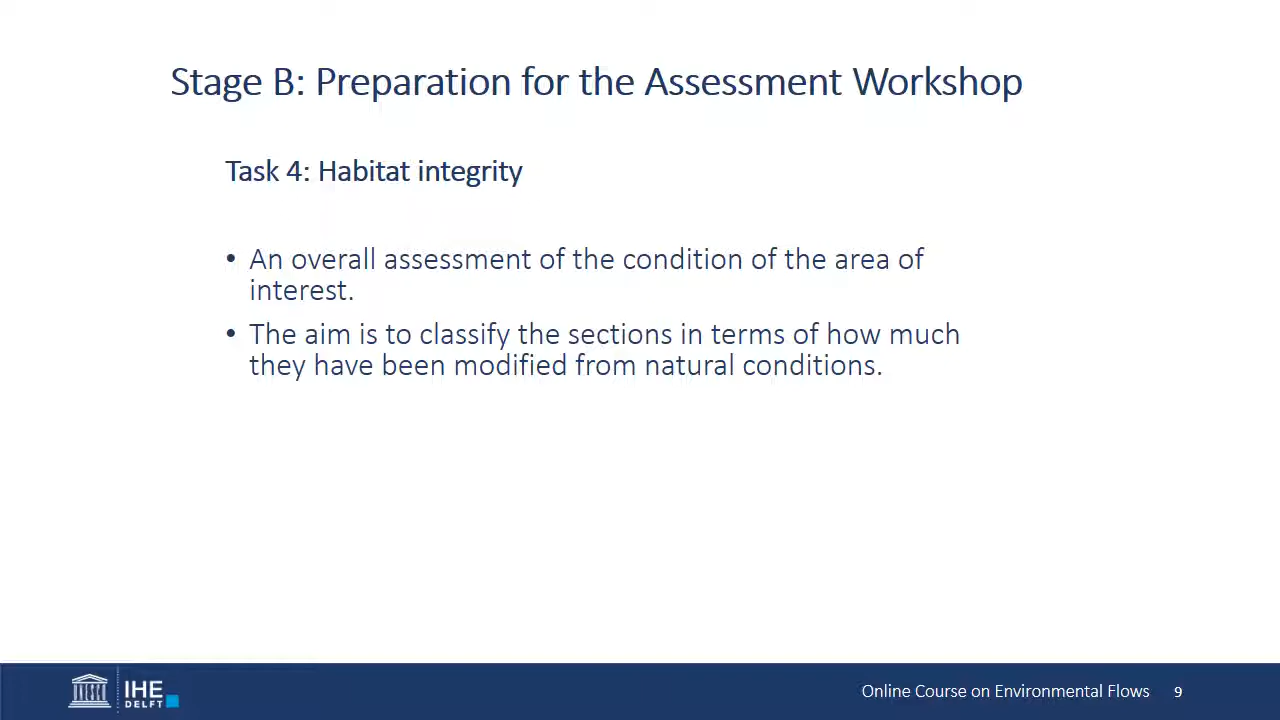 Stage B: Preparation for the Assessment Workshop
Task 4: Habitat integrity
• An overall assessment of the condition of the area of
interest.
• The aim is to classify the sections in terms of how much
they have been modified from natural conditions.
IHE
DELFT
Online Course on Environmental Flows 9